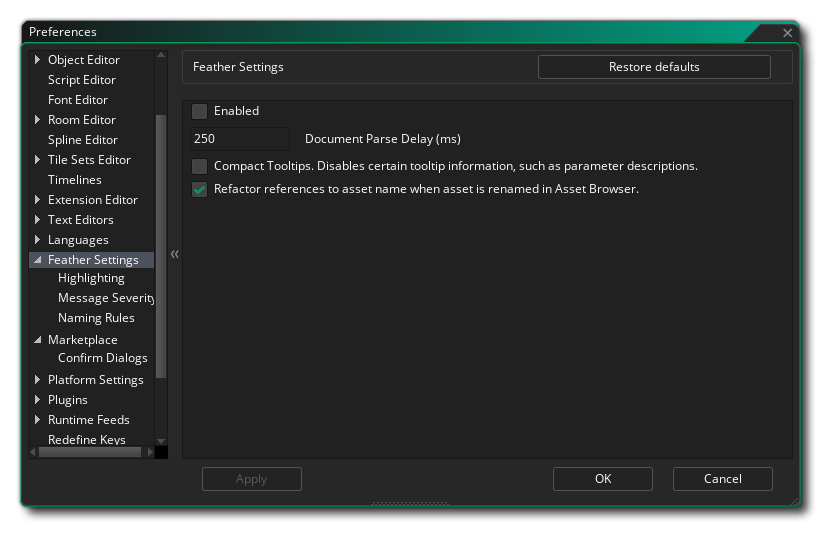 Preferences
Object Editor
Script Editor
Font Editor
Room Editor
Spline Editor
Tile Sets Editor
Timelines
Extension Editor
Text Editors
Languages
Feather Settings
Highlighting
Message Severity
Naming Rules
Marketplace
Confirm Dialogs
Platform Settings
Plugins
Runtime Feeds
Redefine Keys
Feather Settings
Restore defaults
Enabled
250 Document Parse Delay (ms)
Compact Tooltips. Disables certain tooltip information, such as parameter descriptions.
Refactor references to asset name when asset is renamed in Asset Browser.
Apply
OK
Cancel